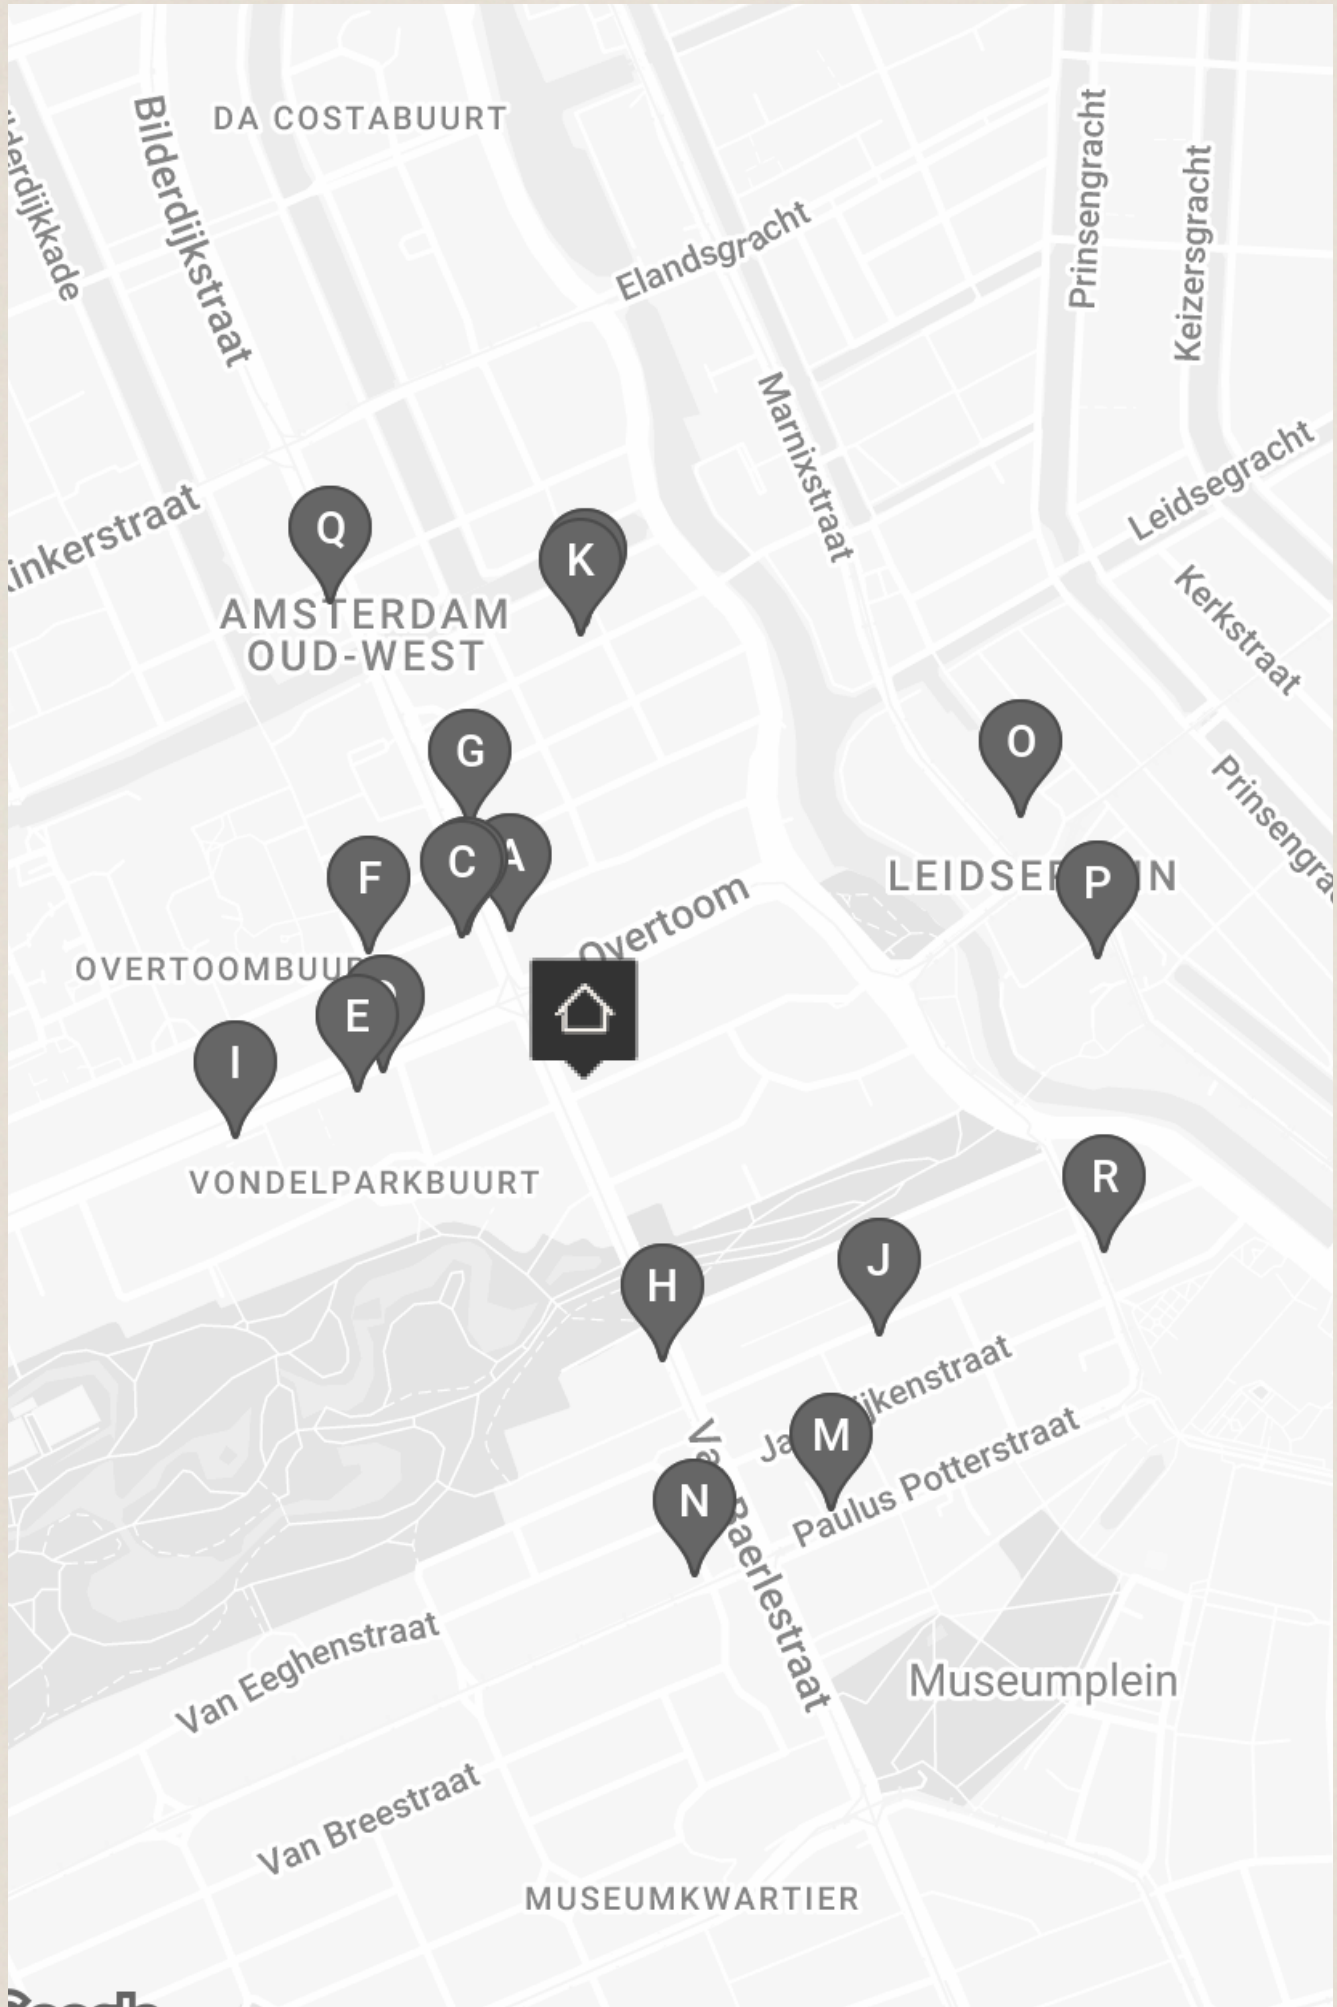 DA COSTABUURT
Bilderdijkstraat
Elandsgracht
Prinsengracht
Keizersgracht
Marnixstraat
Leidsegracht
Kerkstraat
Q
K
AMSTERDAM
OUD-WEST
G
O
C
A
F
P
Overtoom
E
I
VONDELPARKBUURT
R
H
J
M
N
Paulus Potterstraat
Van Eeghenstraat
Museumplein
Van Breestraat
MUSEUMKWARTIER